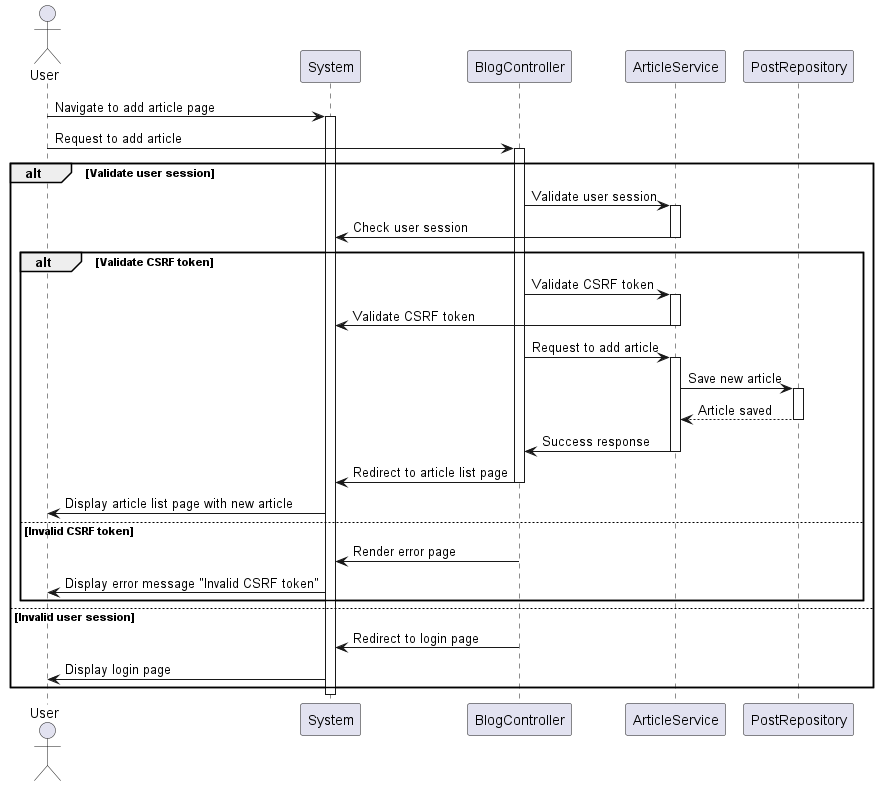 User
System
BlogController
ArticleService
PostRepository
Navigate to add article page
Request to add article
alt
[Validate user session]
Validate user session
Check user session
alt
[Validate CSRF token]
Validate CSRF token
Validate CSRF token
Request to add article
Save new article
Article saved
Success response
Redirect to article list page
Display article list page with new article
[Invalid CSRF token]
Render error page
Display error message "Invalid CSRF token"
[Invalid user session]
Redirect to login page
Display login page
User
System
BlogController
ArticleService
PostRepository